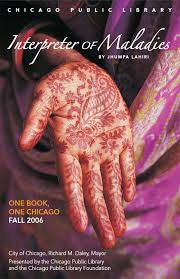 CHICAGO PUBLIC LIBRARY
INTERPRETER OF MALADIES
BY JHUMPA LAHIRI
ONE BOOK,
ONE CHICAGO
FALL 2006
City of Chicago, Richard M. Daley, Mayor
Presented by the Chicago Public Library
and the Chicago Public Library Foundation